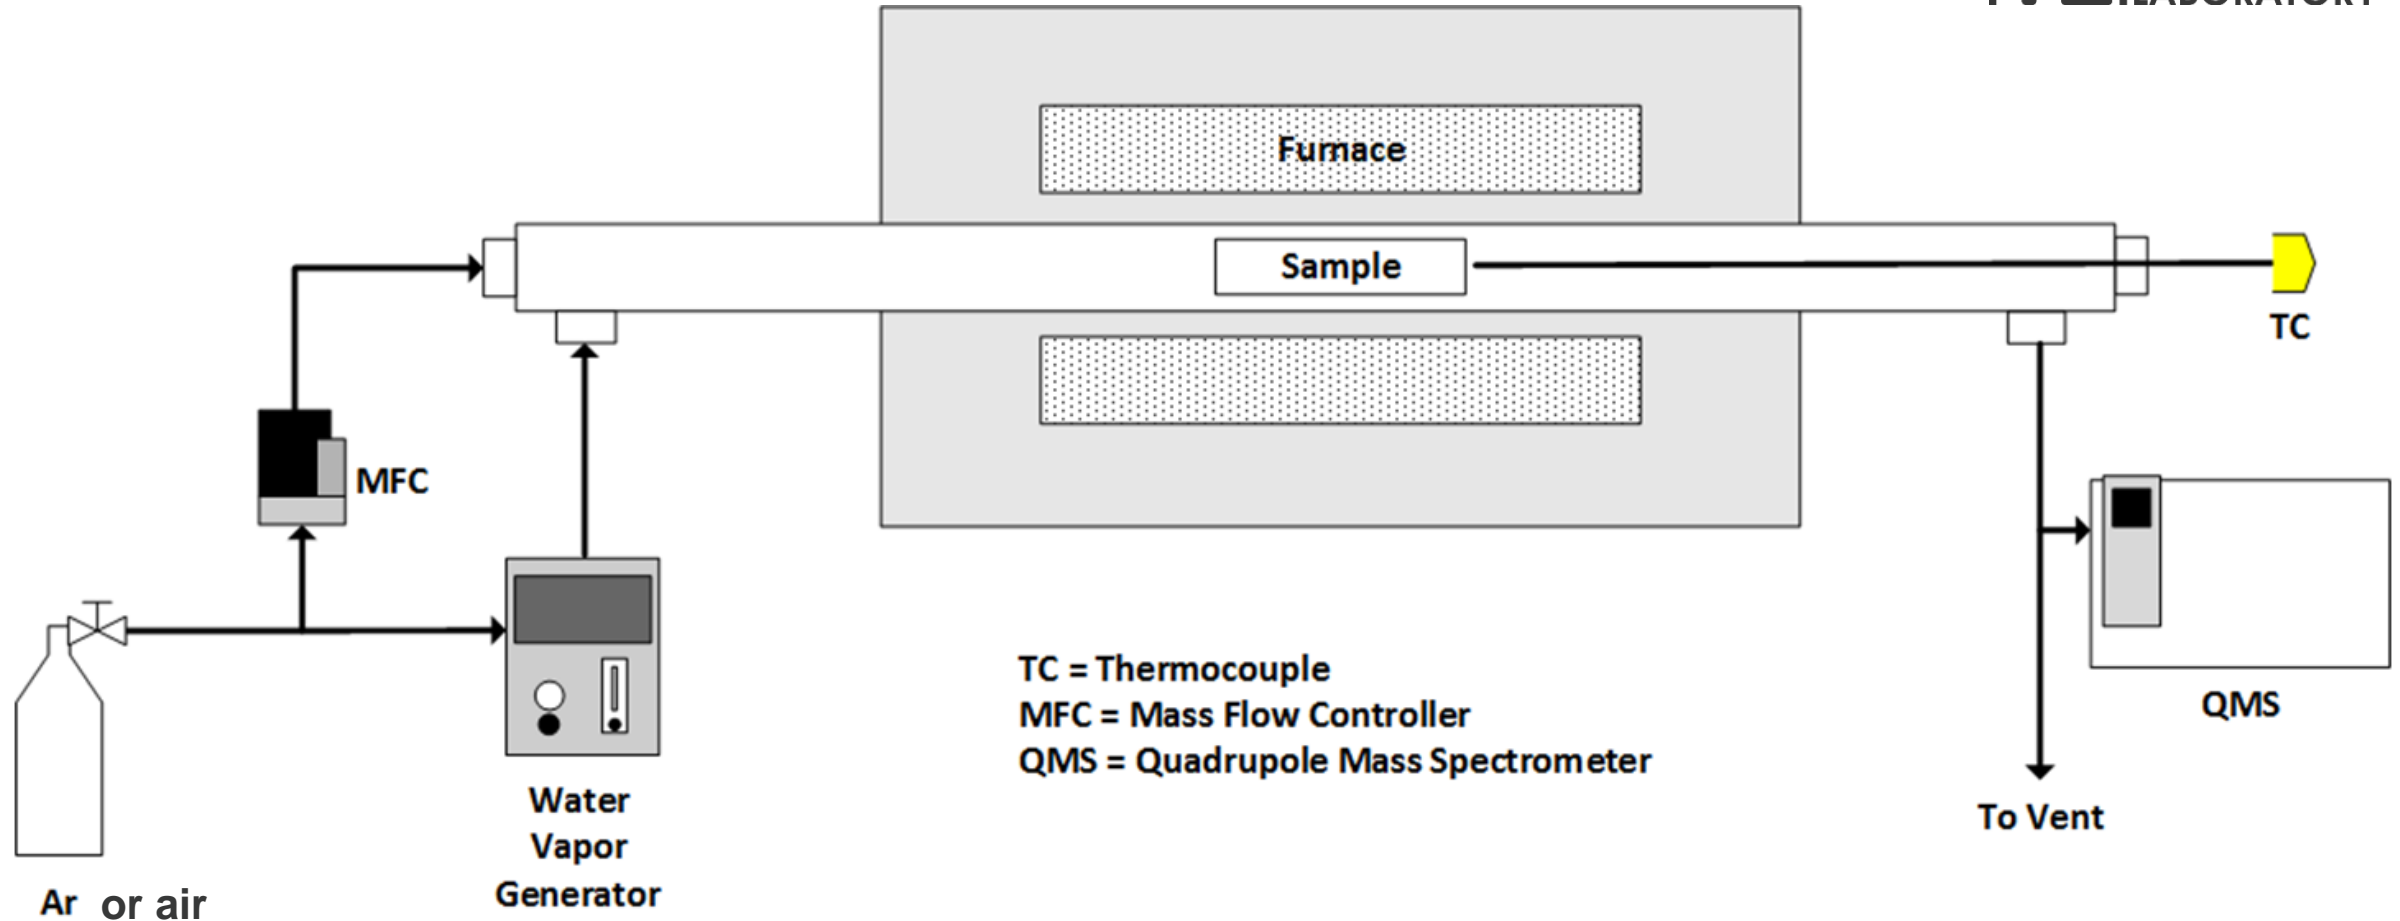 LABORATORY
Furnace
Sample
TC
MFC
QMS
TC = Thermocouple
MFC = Mass Flow Controller
QMS = Quadrupole Mass Spectrometer
Water
Vapor
Generator
To Vent
Ar or air